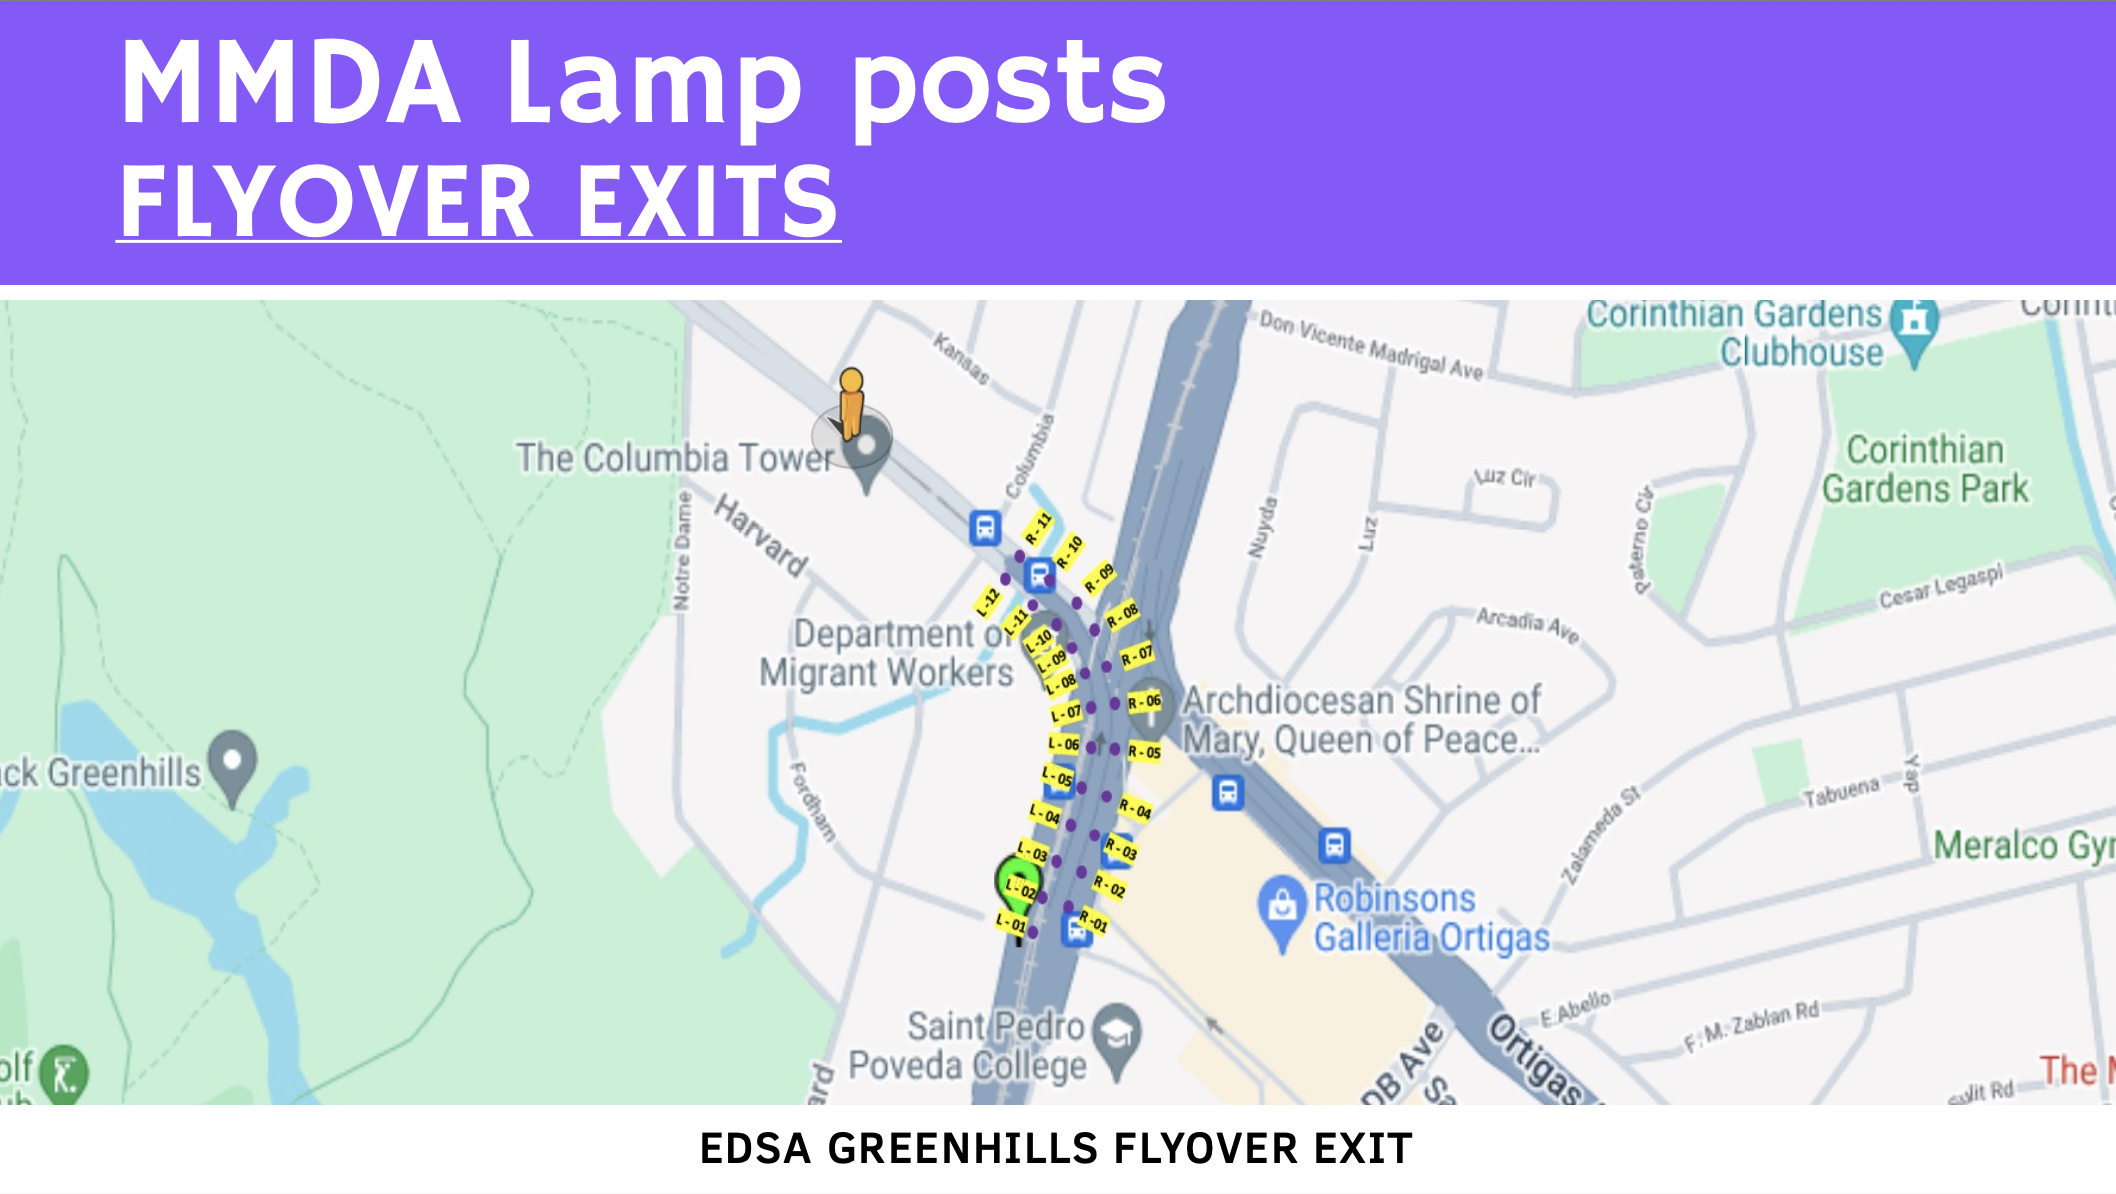 MMDA Lamp posts
FLYOVER EXITS
Corinthian Gardens
Clubhouse
Don Vicente Madrigal Ave
Kansas
The Columbia Tower
Columbia
Corinthian
Gardens Park
Luz Cir
Harvard
Notre Dame
Nuyda
Luz
Paterno Cir
R - 11
R - 10
R - 09
R - 08
R - 07
R - 06
R - 05
R - 04
R - 03
R - 02
R -01
L -12
L -11
L -10
L - 09
L - 08
L - 07
L - 06
L - 05
L - 04
L - 03
L - 02
L - 01
Cesar Legaspi
Arcadia Ave
Department of
Migrant Workers
Archdiocesan Shrine of
Mary, Queen of Peace...
ck Greenhills
Fordham
Yap
Tabuena
Zalameda St
Meralco Gy
Robinsons
Galleria Ortigas
E Abello
F. M. Zablan Rd
Saint Pedro
Poveda College
ard
olf
ub
DB Ave
Ortigas
The
Rd
EDSA GREENHILLS FLYOVER EXIT